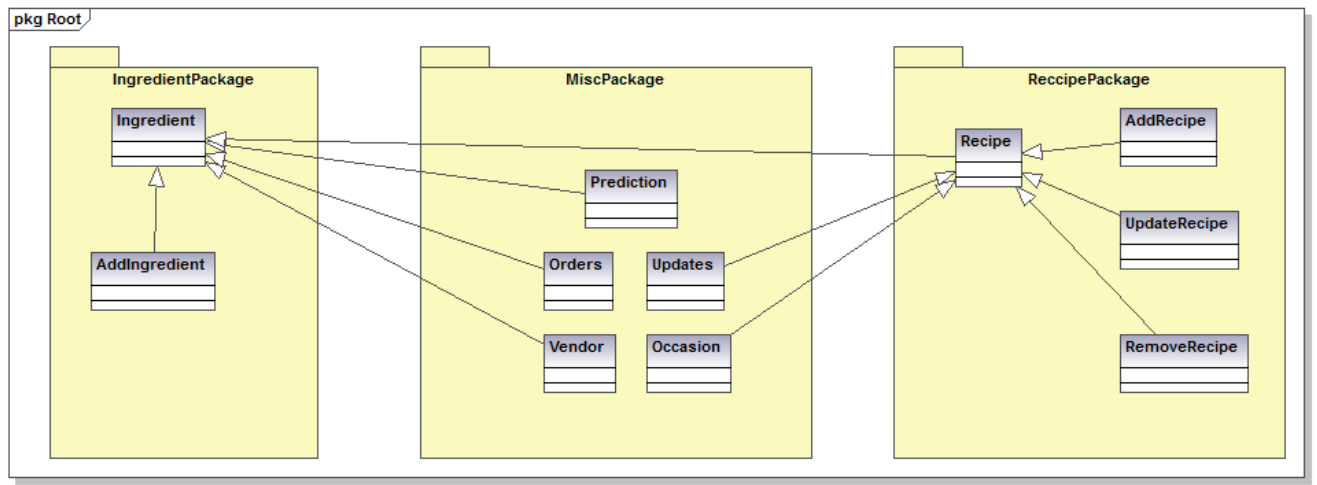 pkg Root
IngredientPackage
MiscPackage
ReccipePackage
Ingredient
AddRecipe
Recipe
Prediction
UpdateRecipe
AddIngredient
Orders
Updates
Vendor
Occasion
RemoveRecipe